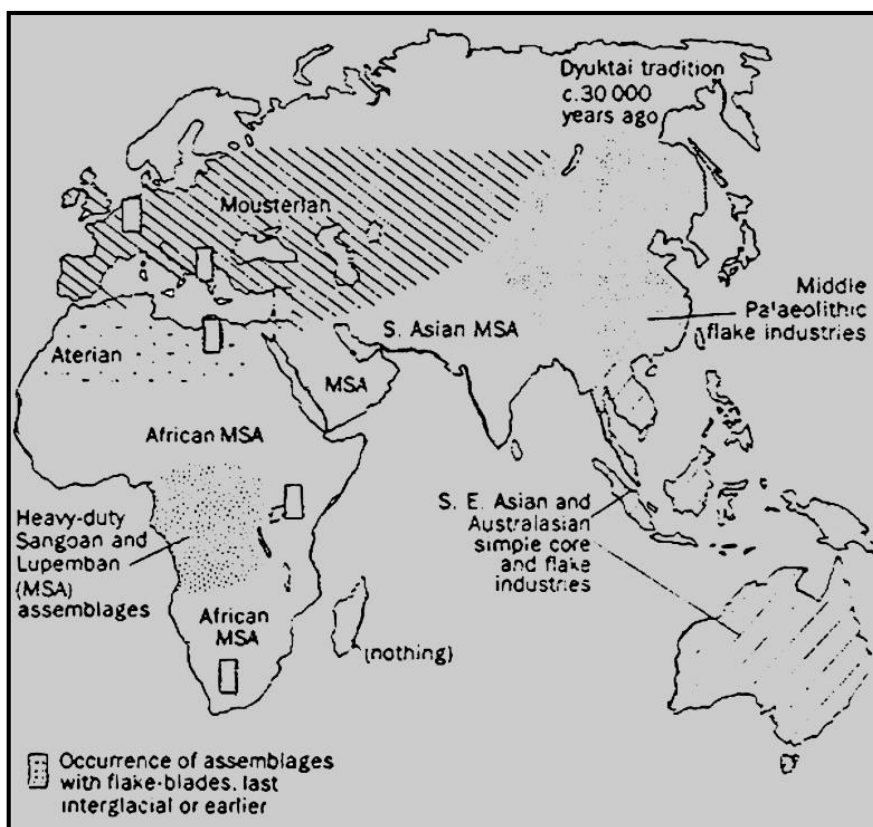 Dyuktai tradition
c.30 000
years ago
Mousterian
Middle
Palaeolithic
flake industries
S. Asian MSA
Aterian
MSA
African MSA
S. E. Asian and
Australasian
simple core
and flake
industries
Heavy-duty
Sangoan and
Lupemban
(MSA)
assemblages
African
MSA
(nothing)
Occurrence of assemblages
with flake-blades, last
interglacial or earlier